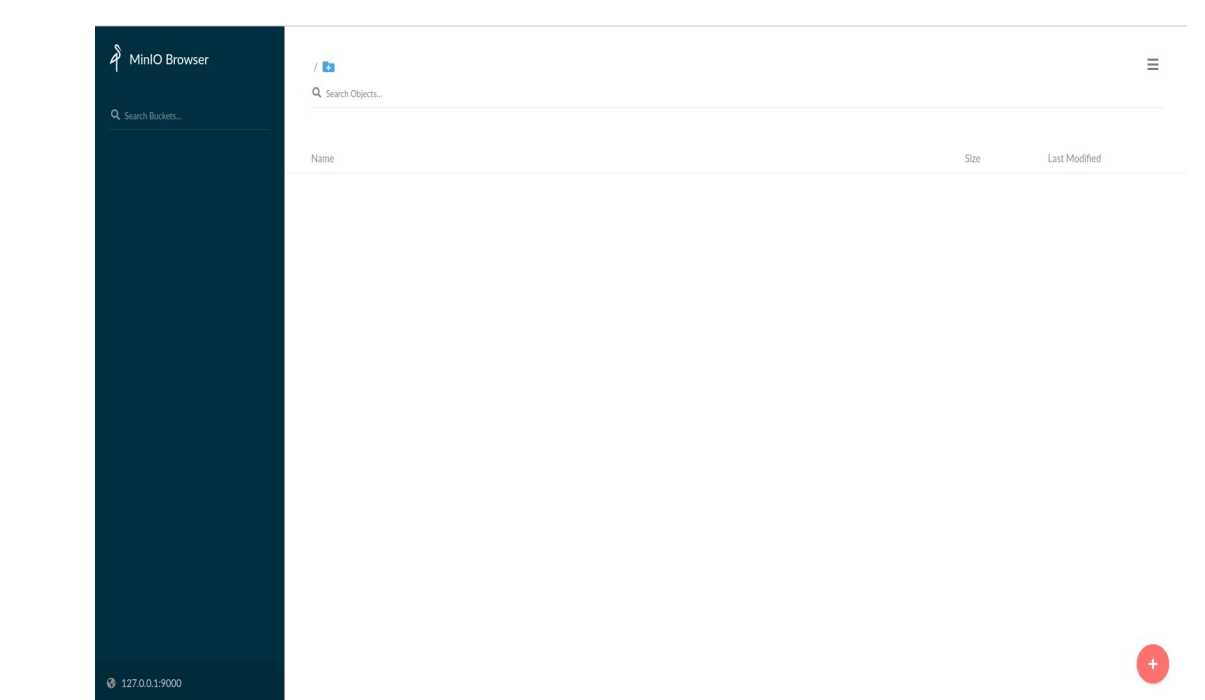 MinIO Browser
Search Buckets...
127.0.0.1:9000
/
Search Objects...
Name Size Last Modified